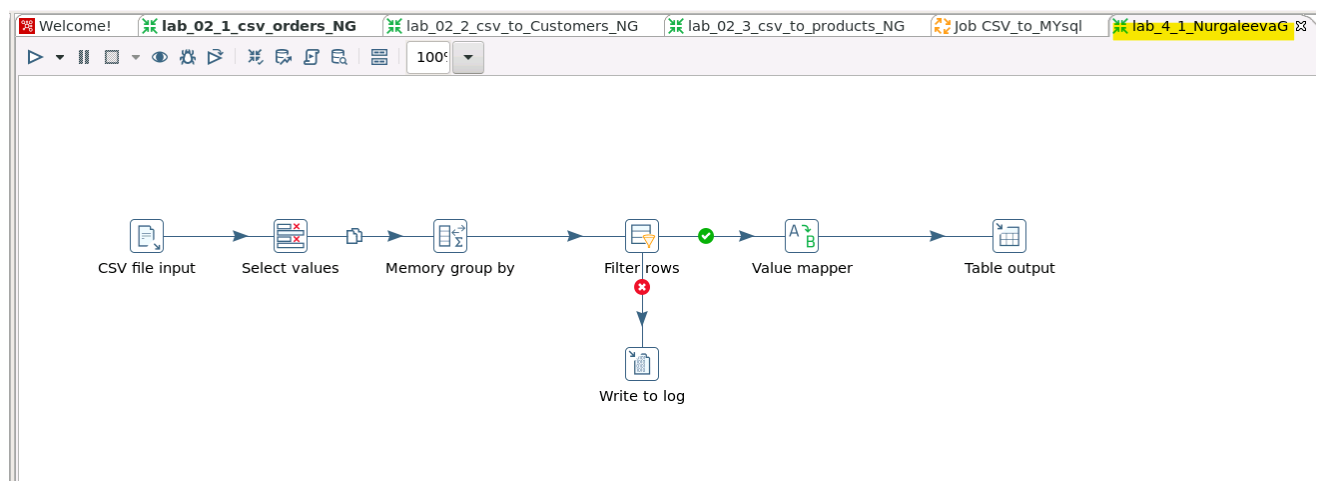 Welcome! lab_02_1_csv_orders_NG lab_02_2_csv_to_Customers_NG lab_02_3_csv_to_products_NG Job CSV_to_MYsql lab_4_1_NurgaleevaG
100%
CSV file input Select values Memory group by Filter rows Value mapper Table output
Write to log